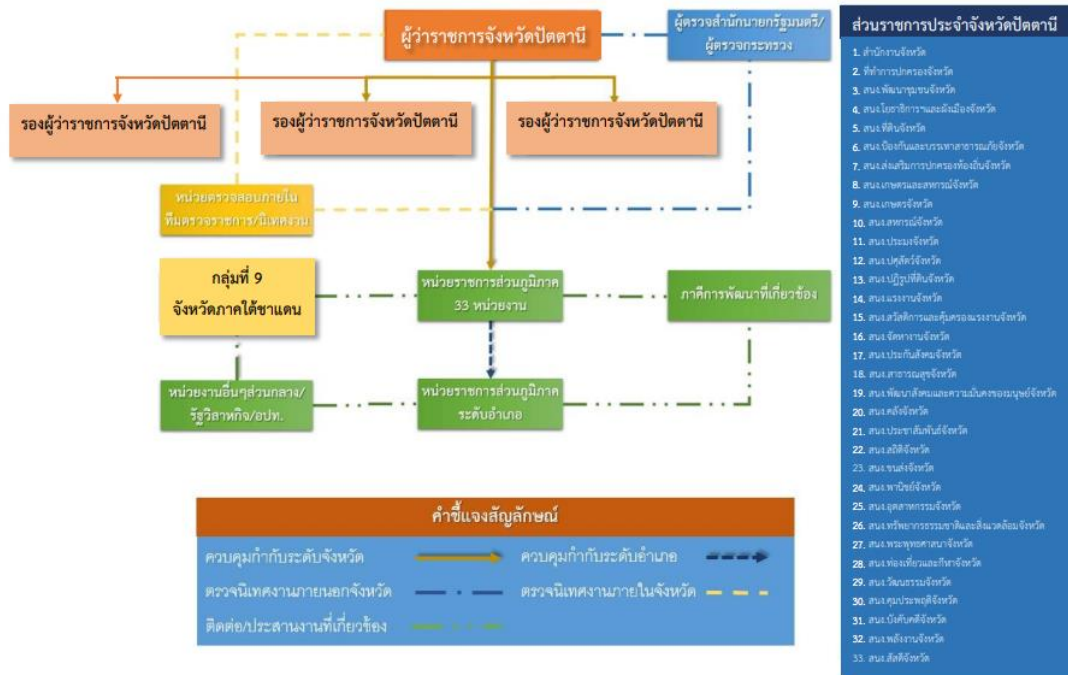 ผู้ว่าราชการจังหวัดปัตตานี
ผู้ตรวจสำนักนายกรัฐมนตรี/
ผู้ตรวจกระทรวง
รองผู้ว่าราชการจังหวัดปัตตานี
รองผู้ว่าราชการจังหวัดปัตตานี
รองผู้ว่าราชการจังหวัดปัตตานี
หน่วยตรวจสอบภายใน
ทีมตรวจราชการ/นิเทศงาน
กลุ่มที่ 9
จังหวัดภาคใต้ชาแดน
หน่วยราชการส่วนภูมิภาค
33 หน่วยงาน
ภาคีการพัฒนาที่เกี่ยวข้อง
หน่วยงานอื่นๆส่วนกลาง/
รัฐวิสาหกิจ/อปท.
หน่วยราชการส่วนภูมิภาค
ระดับอำเภอ
คำชี้แจงสัญลักษณ์
ควบคุมกำกับระดับจังหวัด
ควบคุมกำกับระดับอำเภอ
ตรวจนิเทศงานภายนอกจังหวัด
ตรวจนิเทศงานภายในจังหวัด
ติดต่อ/ประสานงานที่เกี่ยวข้อง
ส่วนราชการประจำจังหวัดปัตตานี
1. สำนักงานจังหวัด
2. ที่ทำการปกครองจังหวัด
3. สนง.พัฒนาชุมชนจังหวัด
4. สนง.โยธาธิการฯและผังเมืองจังหวัด
5. สนง.ที่ดินจังหวัด
6. สนง.ป้องกันและบรรเทาสาธารณภัยจังหวัด
7. สนง.ส่งเสริมการปกครองท้องถิ่นจังหวัด
8. สนง.เกษตรและสหกรณ์จังหวัด
9. สนง.เกษตรจังหวัด
10. สนง.สหกรณ์จังหวัด
11. สนง.ประมงจังหวัด
12. สนง.ปศุสัตว์จังหวัด
13. สนง.ปฏิรูปที่ดินจังหวัด
14. สนง.แรงงานจังหวัด
15. สนง.สวัสดิการและคุ้มครองแรงงานจังหวัด
16. สนง.จัดหางานจังหวัด
17. สนง.ประกันสังคมจังหวัด
18. สนง.สาธารณสุขจังหวัด
19. สนง.พัฒนาสังคมและความมั่นคงของมนุษย์จังหวัด
20. สนง.คลังจังหวัด
21. สนง.ประชาสัมพันธ์จังหวัด
22. สนง.สถิติจังหวัด
23. สนง.ขนส่งจังหวัด
24. สนง.พานิชย์จังหวัด
25. สนง.อุตสาหกรรมจังหวัด
26. สนง.ทรัพยากรธรรมชาติและสิ่งแวดล้อมจังหวัด
27. สนง.พระพุทธศาสนาจังหวัด
28. สนง.ท่องเที่ยวและกีฬาจังหวัด
29. สนง.วัฒนธรรมจังหวัด
30. สนง.คุมประพฤติจังหวัด
31. สนง.บังคับคดีจังหวัด
32. สนง.พลังงานจังหวัด
33. สนง.สัสดีจังหวัด